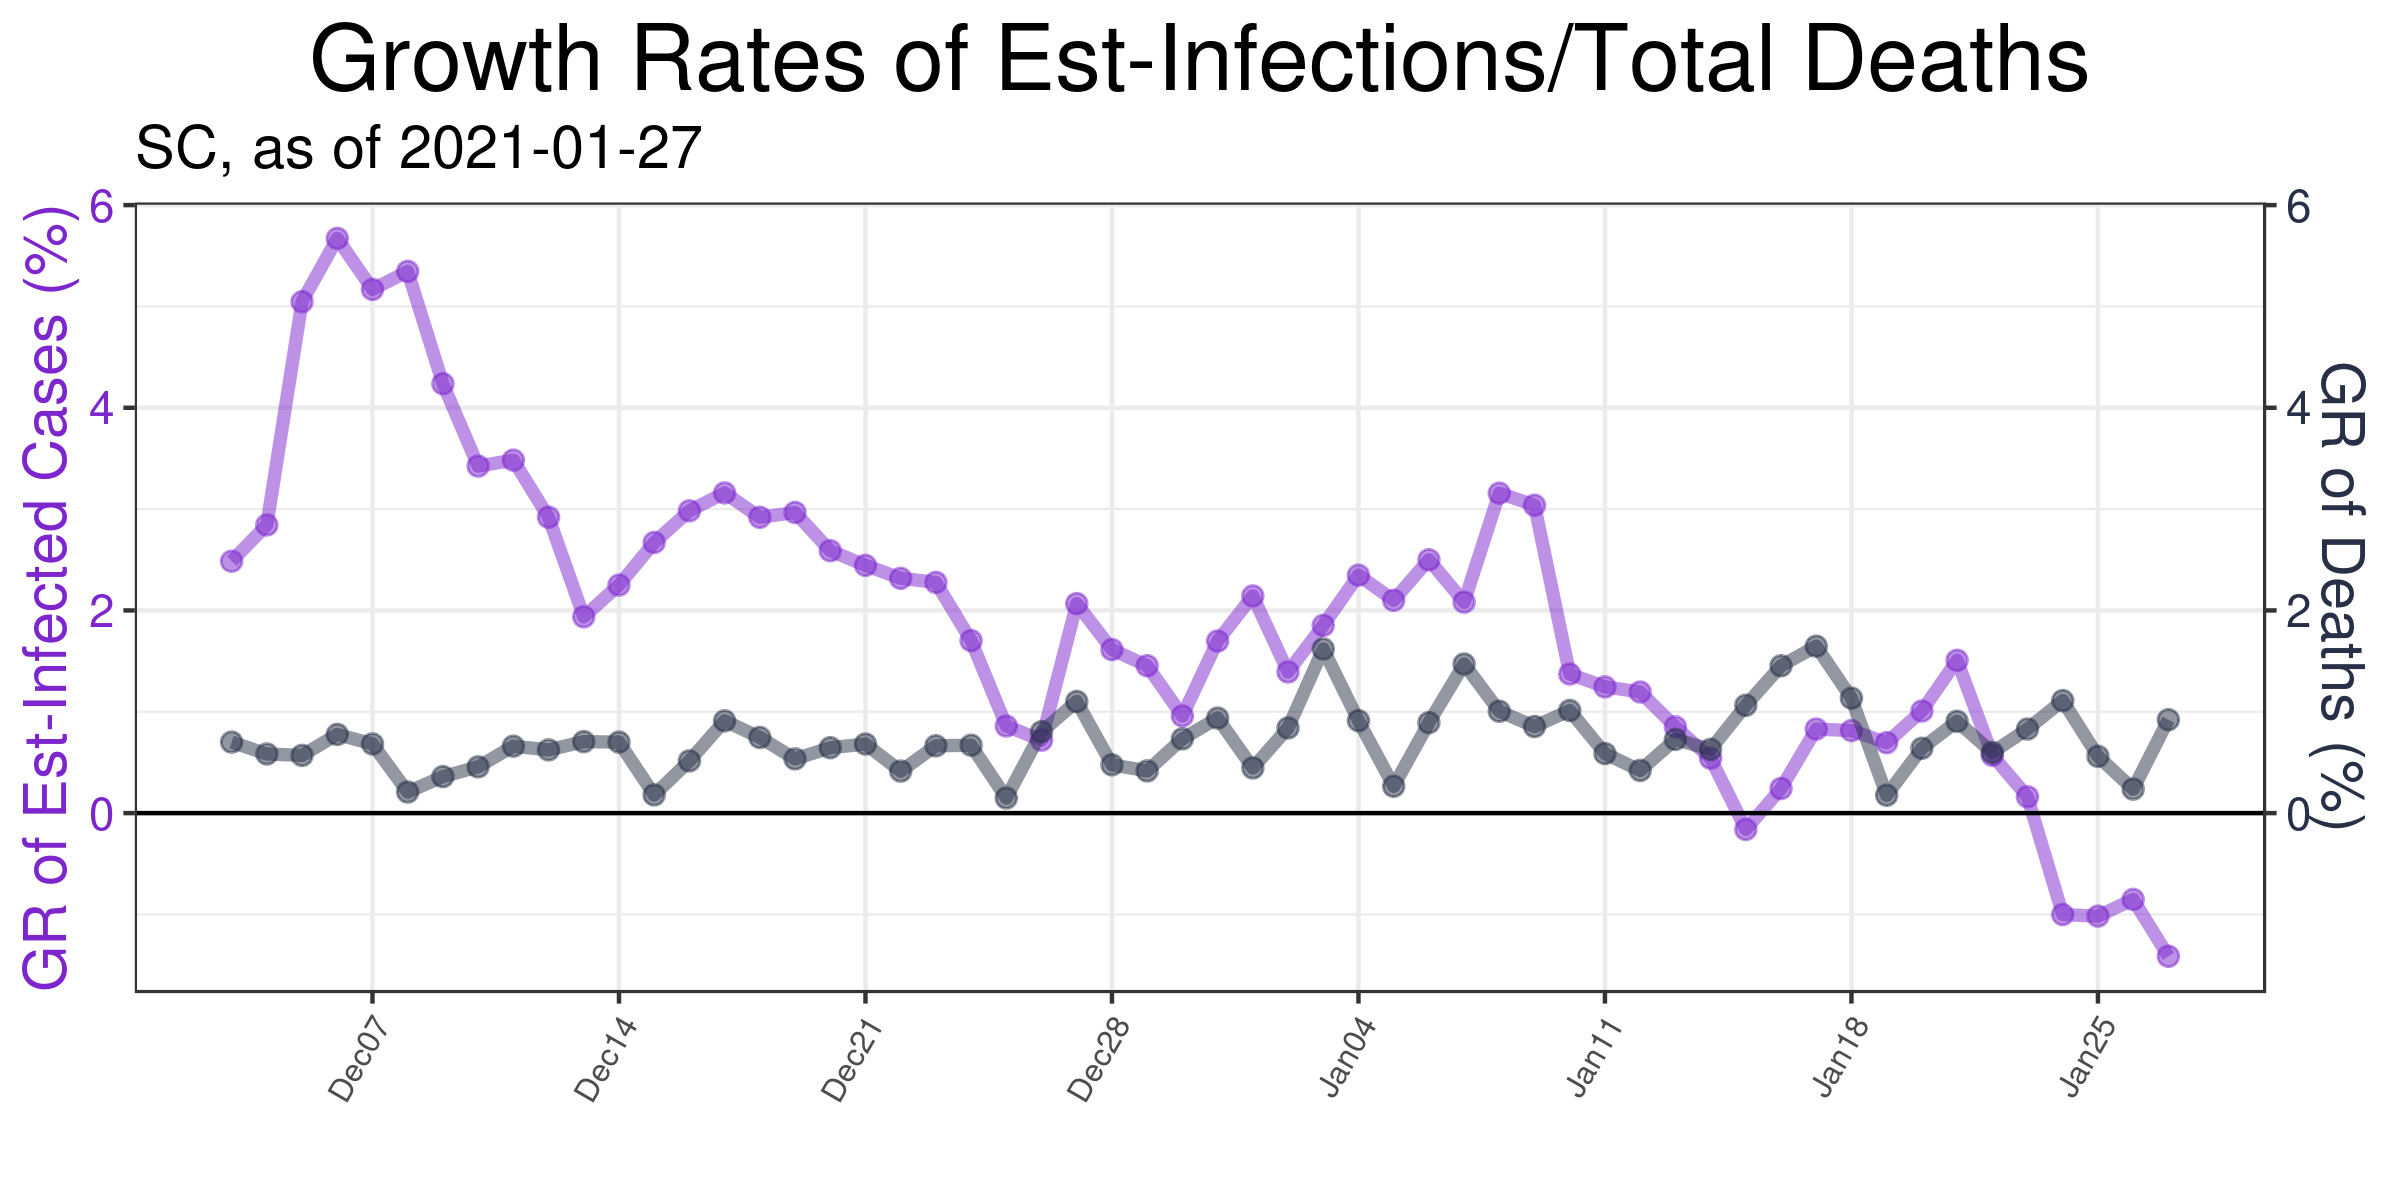 Growth Rates of Est-Infections/Total Deaths
SC, as of 2021-01-27
GR of Est-Infected Cases (%)
6
4
2
0
6
4
2
0
GR of Deaths (%)
Dec07
Dec14
Dec21
Dec28
Jan04
Jan11
Jan18
Jan25